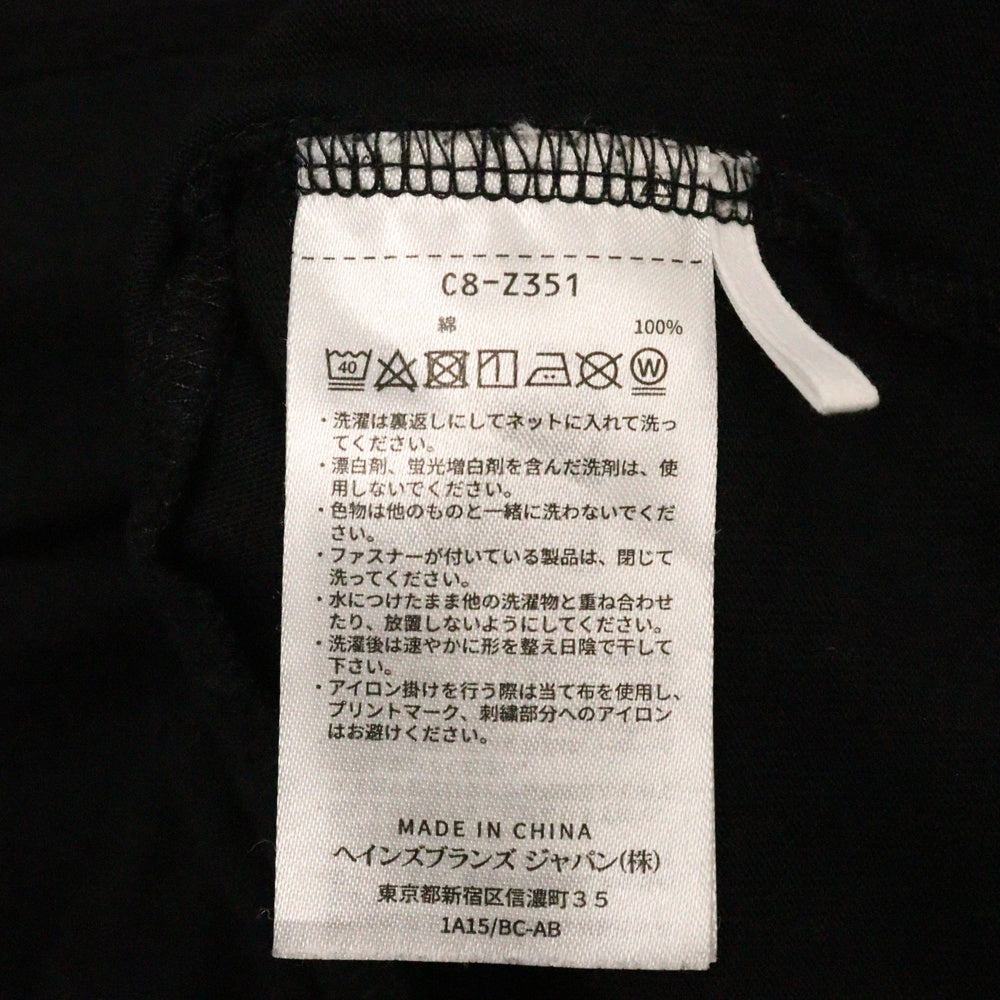 C8-Z351
綿 100%
40 W
・洗濯は裏返しにしてネットに入れて洗っ
てください。
・漂白剤、蛍光増白剤を含んだ洗剤は、使
用しないでください。
・色物は他のものと一緒に洗わないでくだ
さい。
・ファスナーが付いている製品は、閉じて
洗ってください。
・水につけたまま他の洗濯物と重ね合わせ
たり、放置しないようにしてください。
・洗濯後は速やかに形を整え日陰で干して
下さい。
・アイロン掛けを行う際は当て布を使用し、
プリントマーク、刺繍部分へのアイロン
はお避けください。
MADE IN CHINA
ヘインズブランズ ジャパン(株)
東京都新宿区信濃町３５
1A15/BC-AB